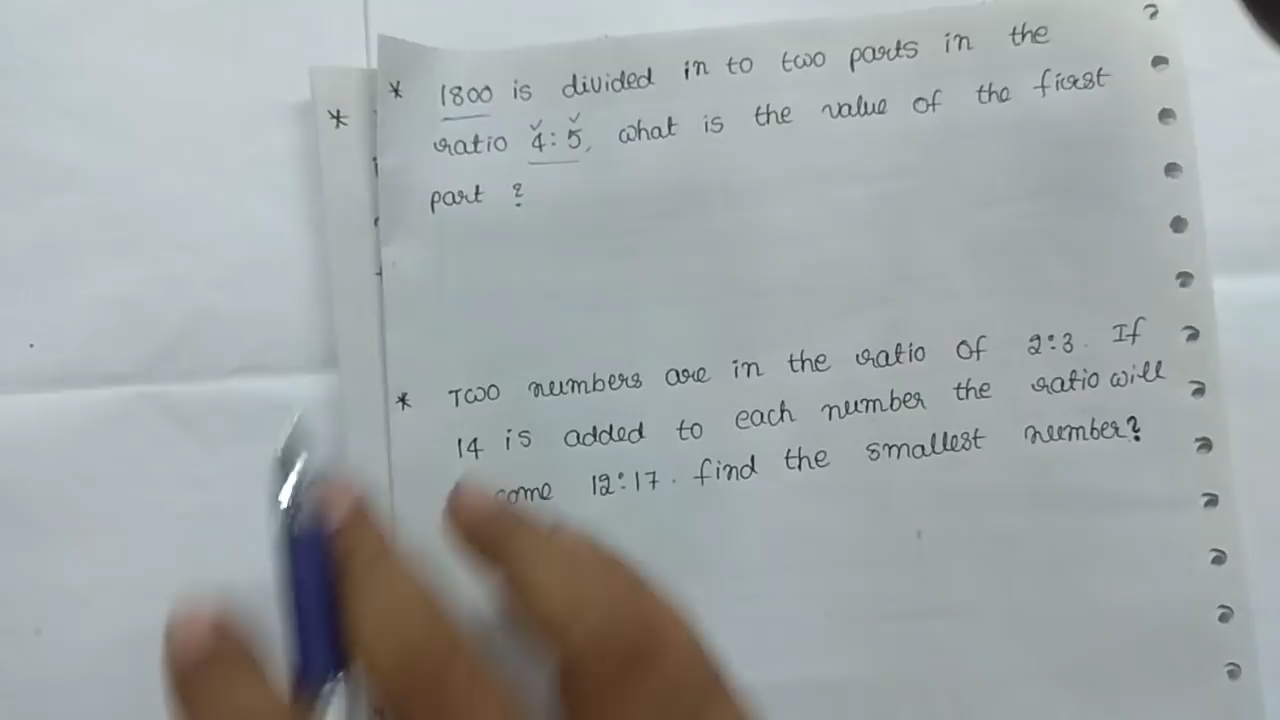 * 1800 is divided in to two parts in the
ratio 4:5, what is the value of the first
part ?
* Two numbers are in the ratio of 2:3. If
14 is added to each number the ratio will
come 12:17. find the smallest number?
*